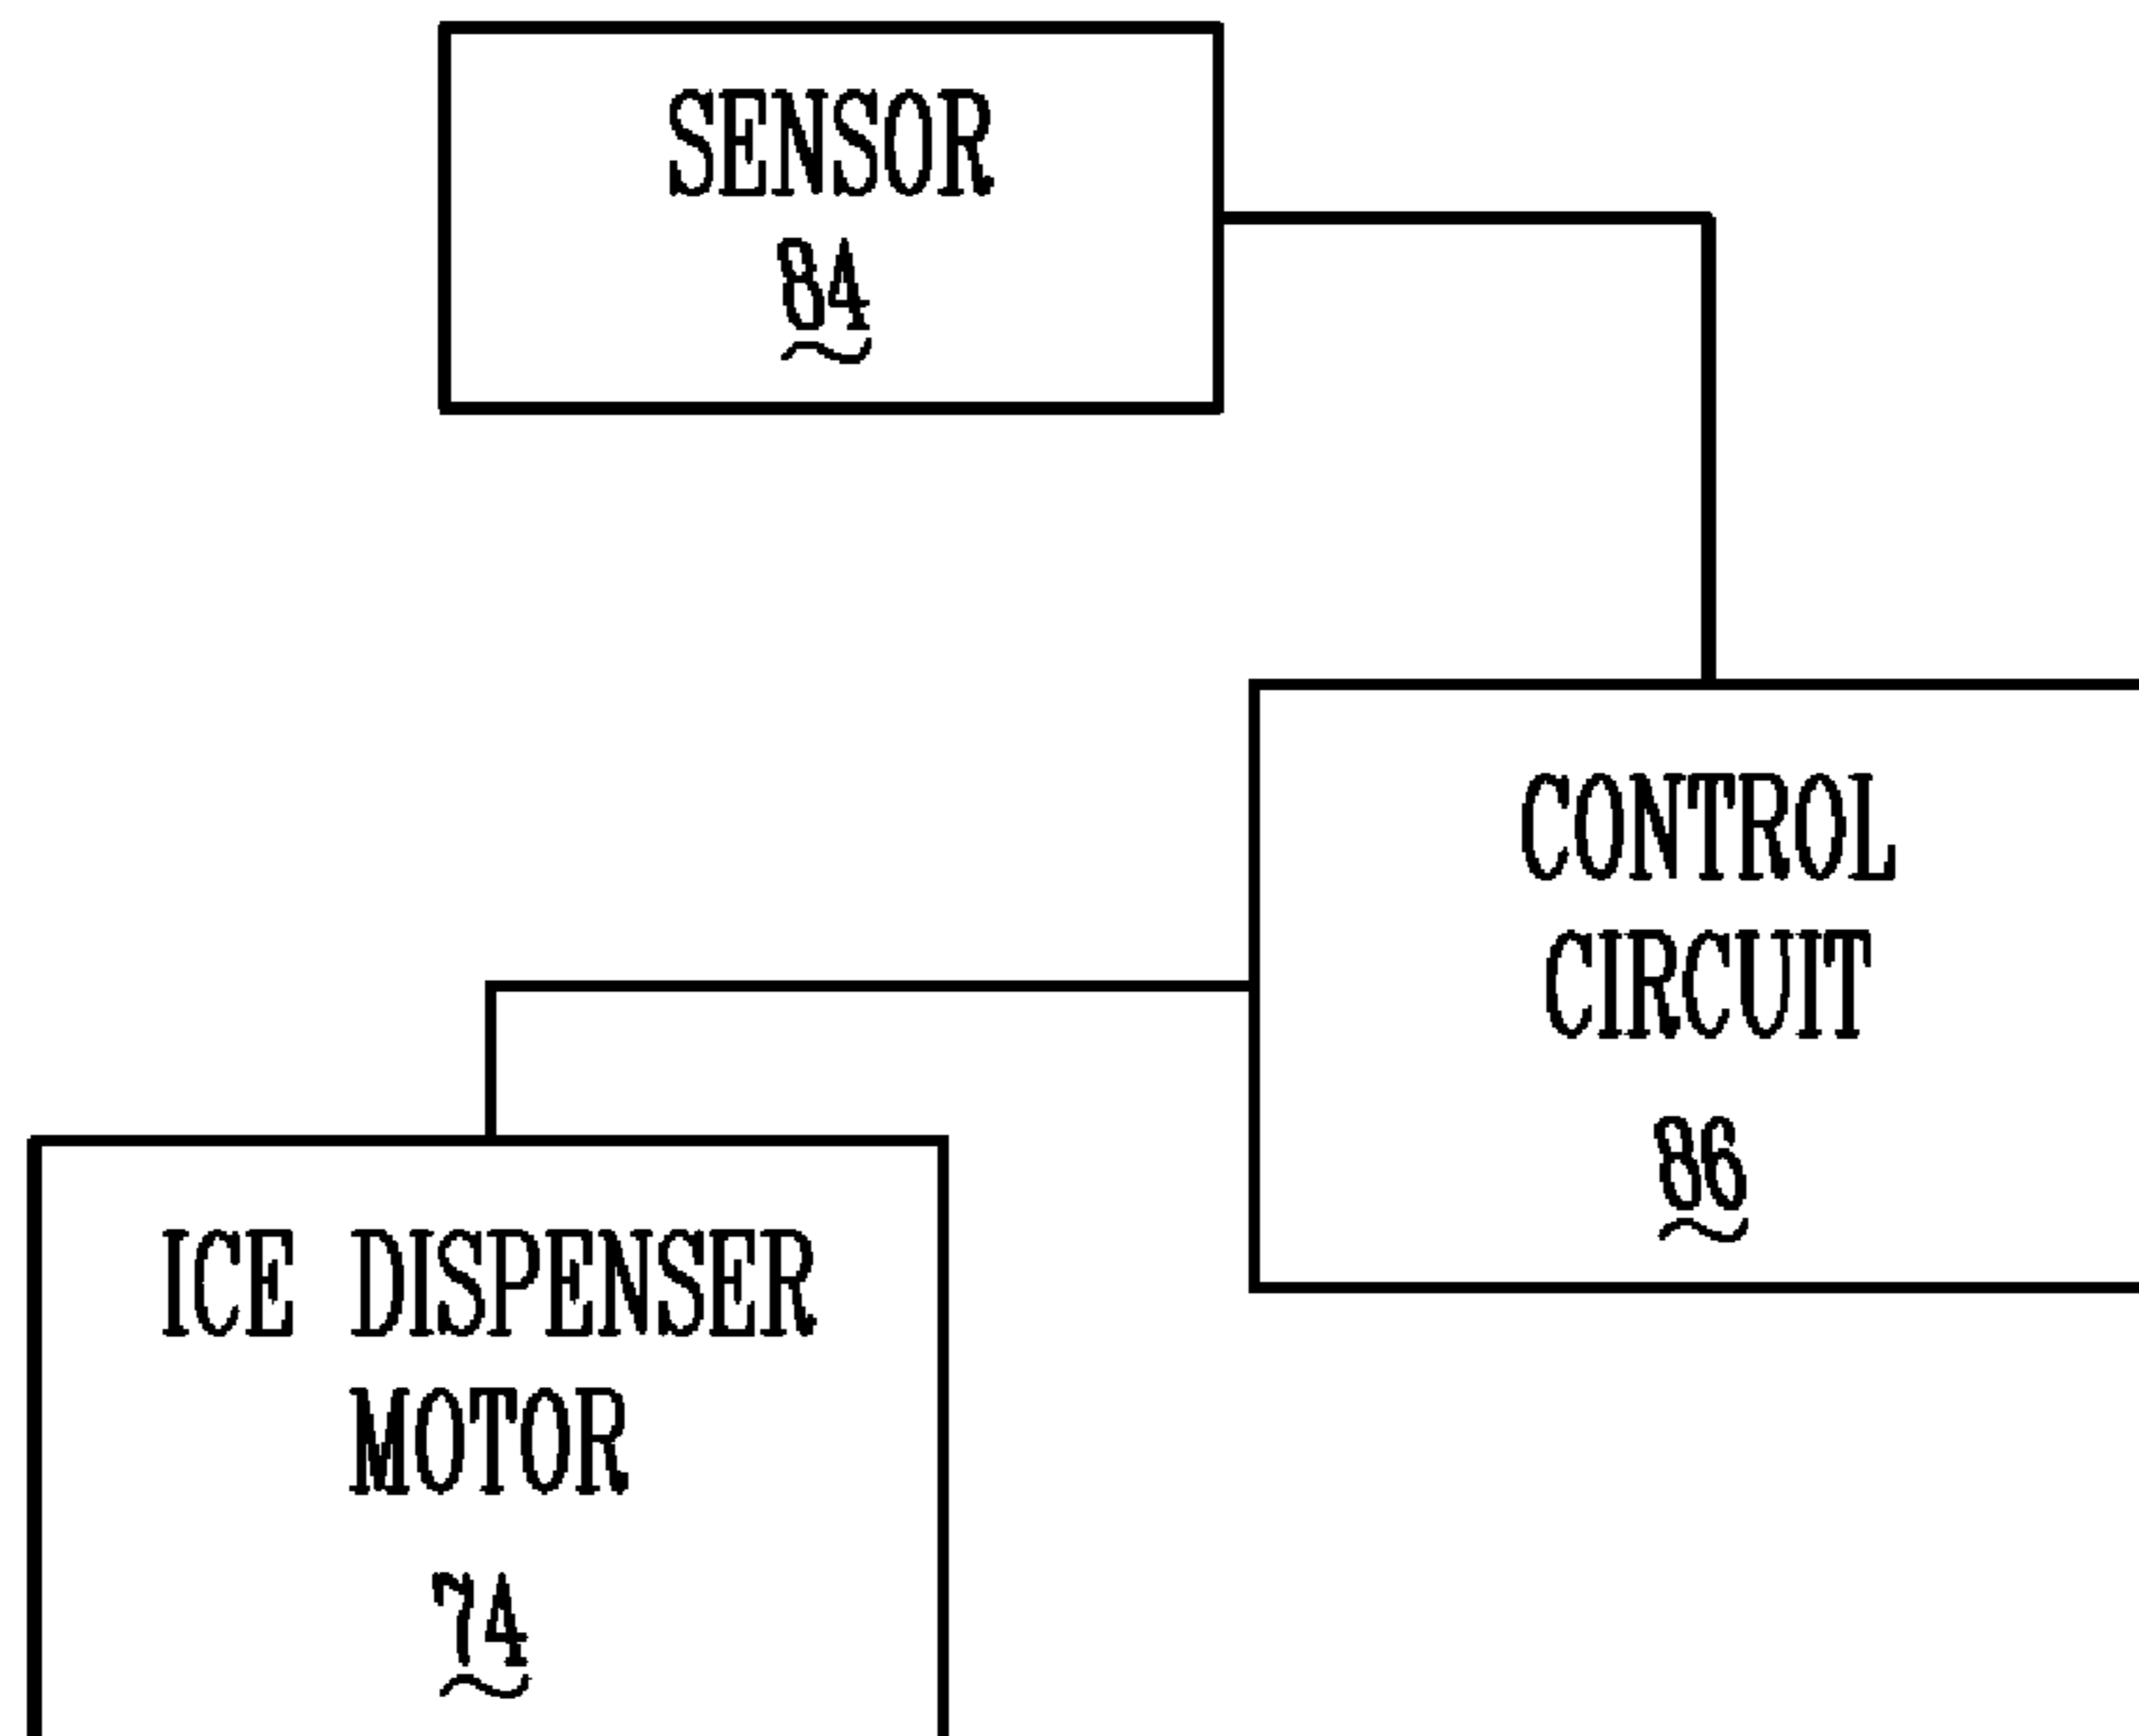 SENSOR
84
CONTROL
CIRCUIT
86
ICE DISPENSER
MOTOR
74